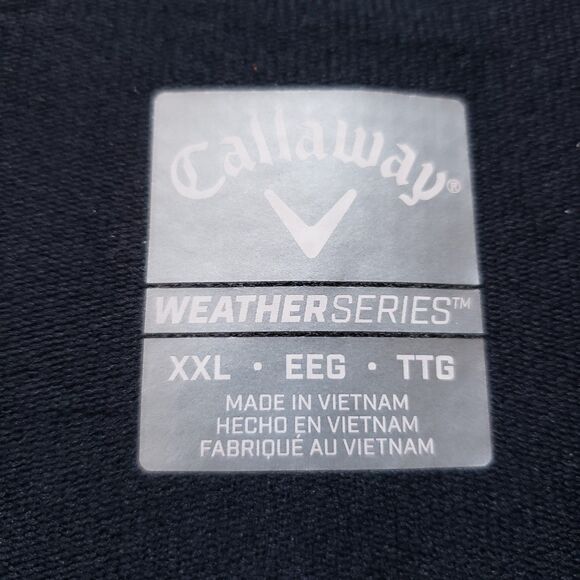 Callaway®
WEATHERSERIES™
XXL • EEG • TTG
MADE IN VIETNAM
HECHO EN VIETNAM
FABRIQUÉ AU VIETNAM